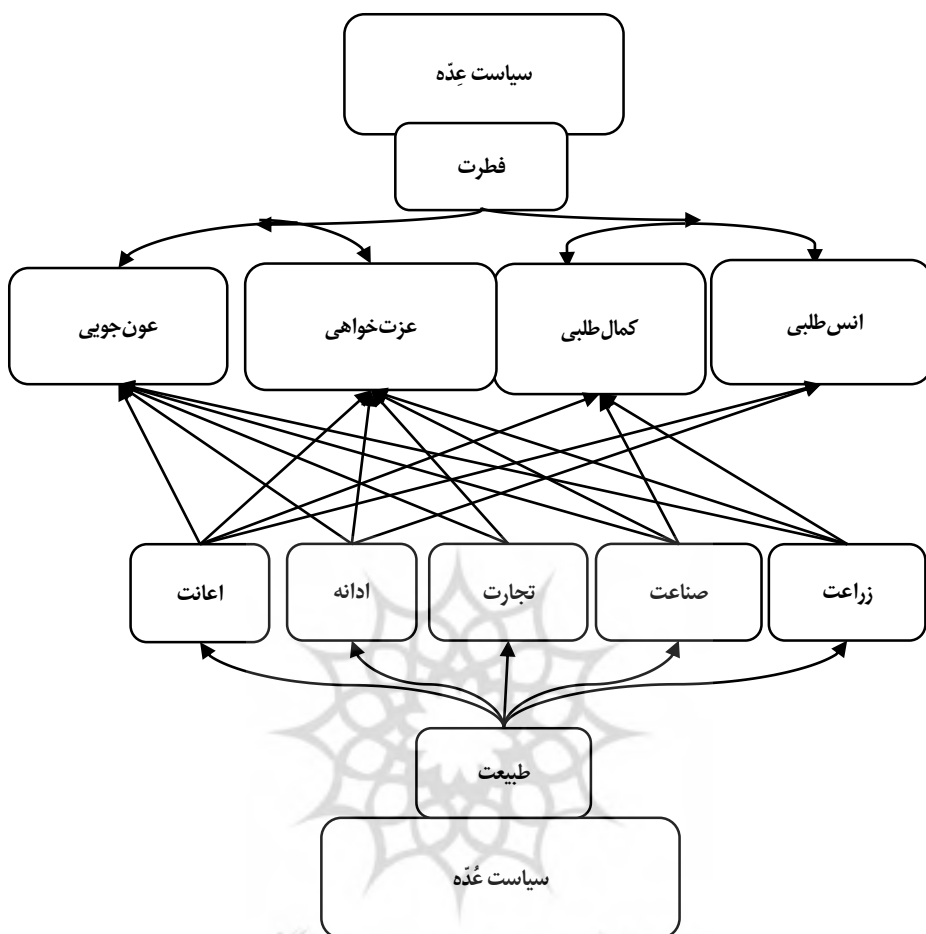 سیاست عِدّه
فطرت
انس‌طلبی
کمال‌طلبی
عزت‌خواهی
عون‌جویی
زراعت
صناعت
تجارت
ادانه
اعانت
طبیعت
سیاست عُدّه